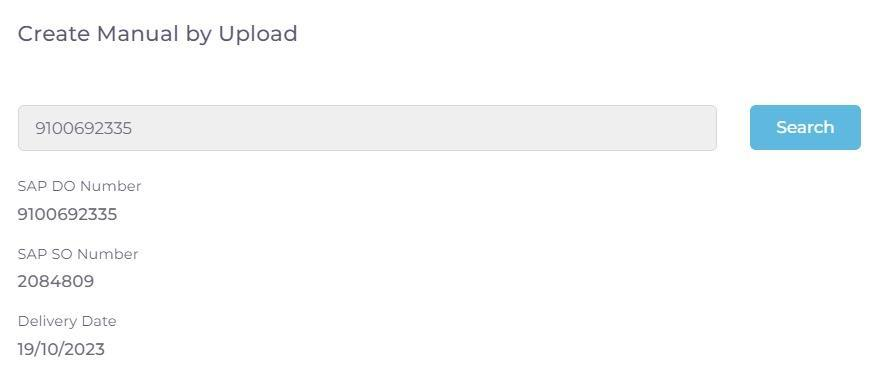 Create Manual by Upload
9100692335
Search
SAP DO Number
9100692335
SAP SO Number
2084809
Delivery Date
19/10/2023